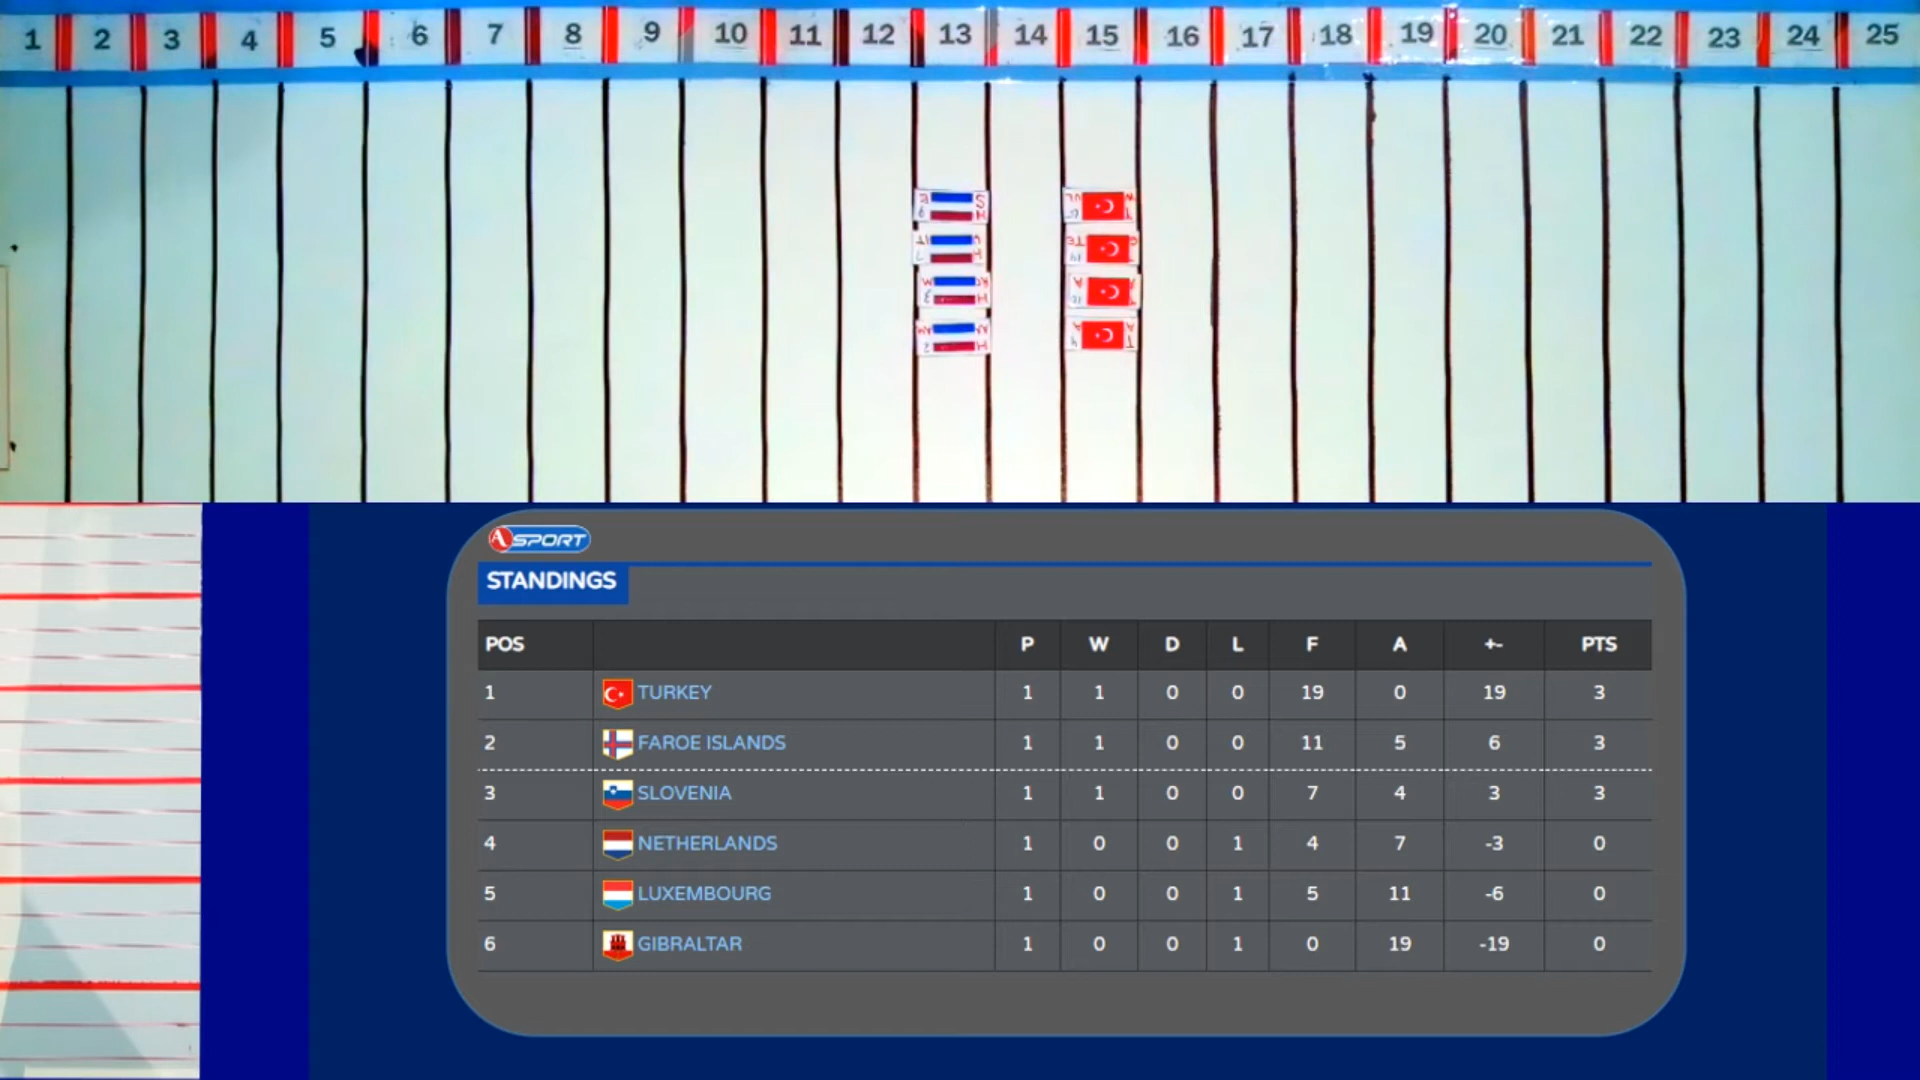 1 2 3 4 5 6 7 8 9 10 11 12 13 14 15 16 17 18 19 20 21 22 23 24 25
A SPORT
STANDINGS
POS P W D L F A +- PTS
1 TURKEY 1 1 0 0 19 0 19 3
2 FAROE ISLANDS 1 1 0 0 11 5 6 3
3 SLOVENIA 1 1 0 0 7 4 3 3
4 NETHERLANDS 1 0 0 1 4 7 -3 0
5 LUXEMBOURG 1 0 0 1 5 11 -6 0
6 GIBRALTAR 1 0 0 1 0 19 -19 0